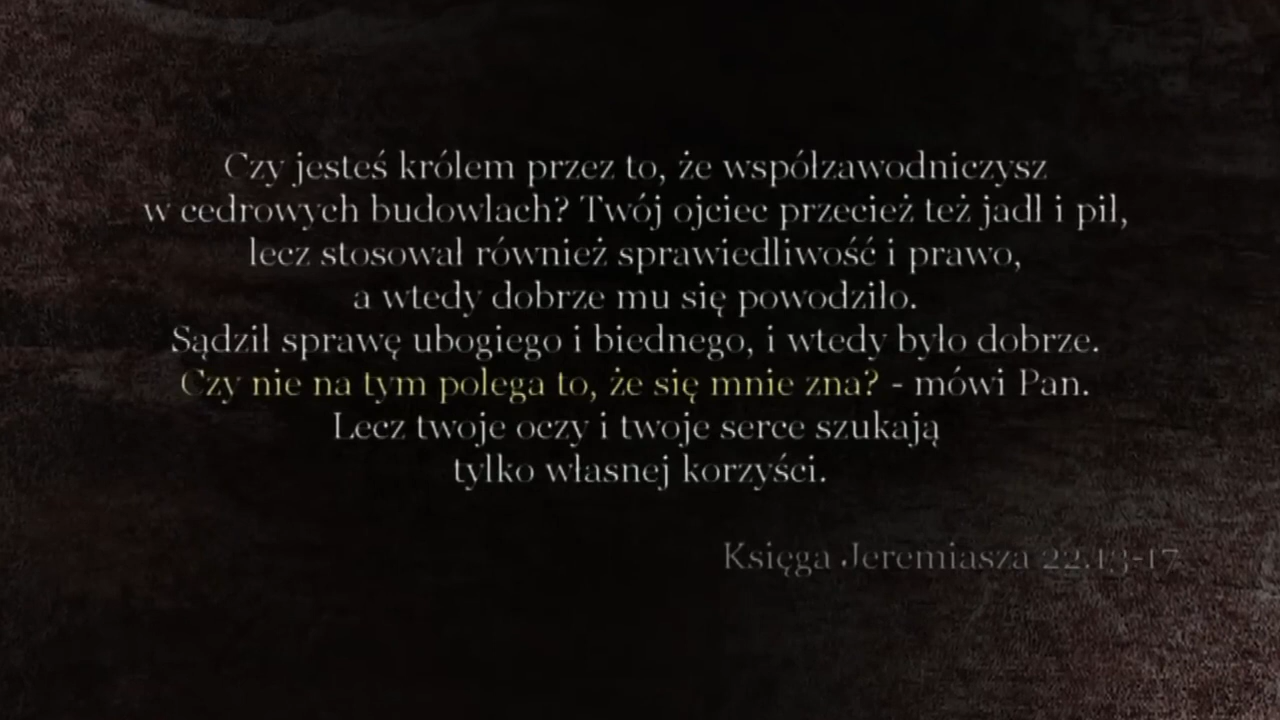 Czy jesteś królem przez to, że współzawodniczysz
w cedrowych budowlach? Twój ojciec przecież też jadł i pił,
lecz stosował również sprawiedliwość i prawo,
a wtedy dobrze mu się powodziło.
Sądził sprawę ubogiego i biednego, i wtedy było dobrze.
Czy nie na tym polega to, że się mnie zna? - mówi Pan.
Lecz twoje oczy i twoje serce szukają
tylko własnej korzyści.
Księga Jeremiasza 22.13-17